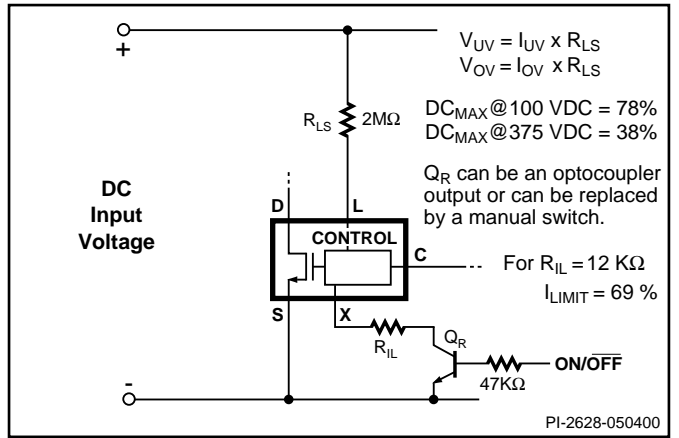 +
V_UV = I_UV x R_LS
V_OV = I_OV x R_LS
DC_MAX@100 VDC = 78%
DC_MAX@375 VDC = 38%
R_LS
2MΩ
Q_R can be an optocoupler
output or can be replaced
by a manual switch.
DC
Input
Voltage
D
L
CONTROL
C
For R_IL = 12 KΩ
I_LIMIT = 69 %
S
X
R_IL
Q_R
47KΩ
ON/O̅F̅F̅
-
PI-2628-050400